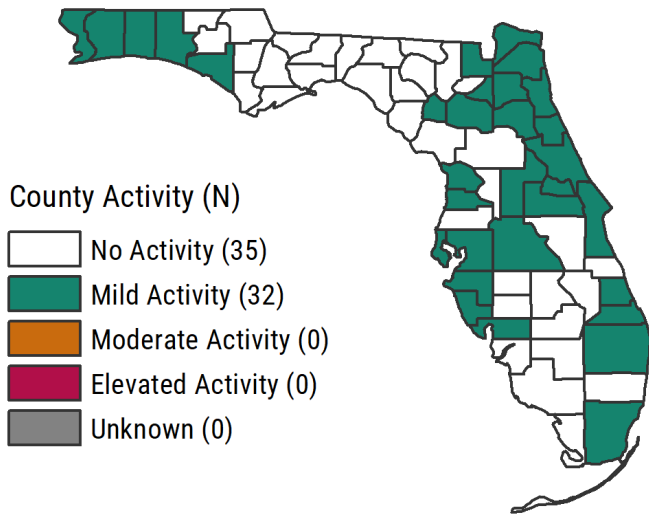 County Activity (N)
No Activity (35)
Mild Activity (32)
Moderate Activity (0)
Elevated Activity (0)
Unknown (0)